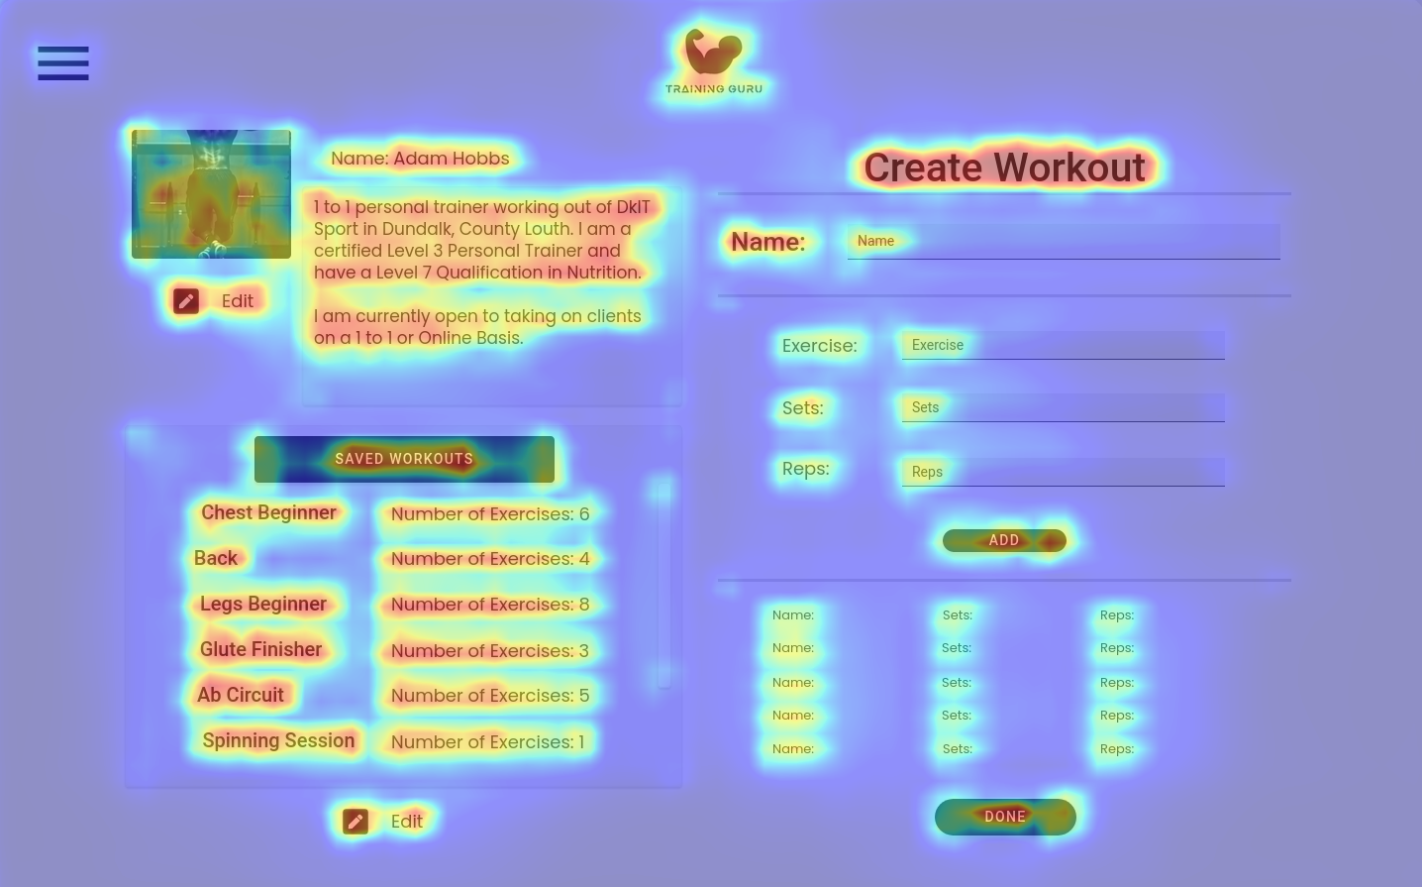 TRAINING GURU
Name: Adam Hobbs
1 to 1 personal trainer working out of DkIT
Sport in Dundalk, County Louth. I am a
certified Level 3 Personal Trainer and
have a Level 7 Qualification in Nutrition.
I am currently open to taking on clients
on a 1 to 1 or Online Basis.
Edit
SAVED WORKOUTS
Chest Beginner Number of Exercises: 6
Back Number of Exercises: 4
Legs Beginner Number of Exercises: 8
Glute Finisher Number of Exercises: 3
Ab Circuit Number of Exercises: 5
Spinning Session Number of Exercises: 1
Edit
Create Workout
Name: Name
Exercise: Exercise
Sets: Sets
Reps: Reps
ADD
Name: Sets: Reps:
Name: Sets: Reps:
Name: Sets: Reps:
Name: Sets: Reps:
Name: Sets: Reps:
DONE